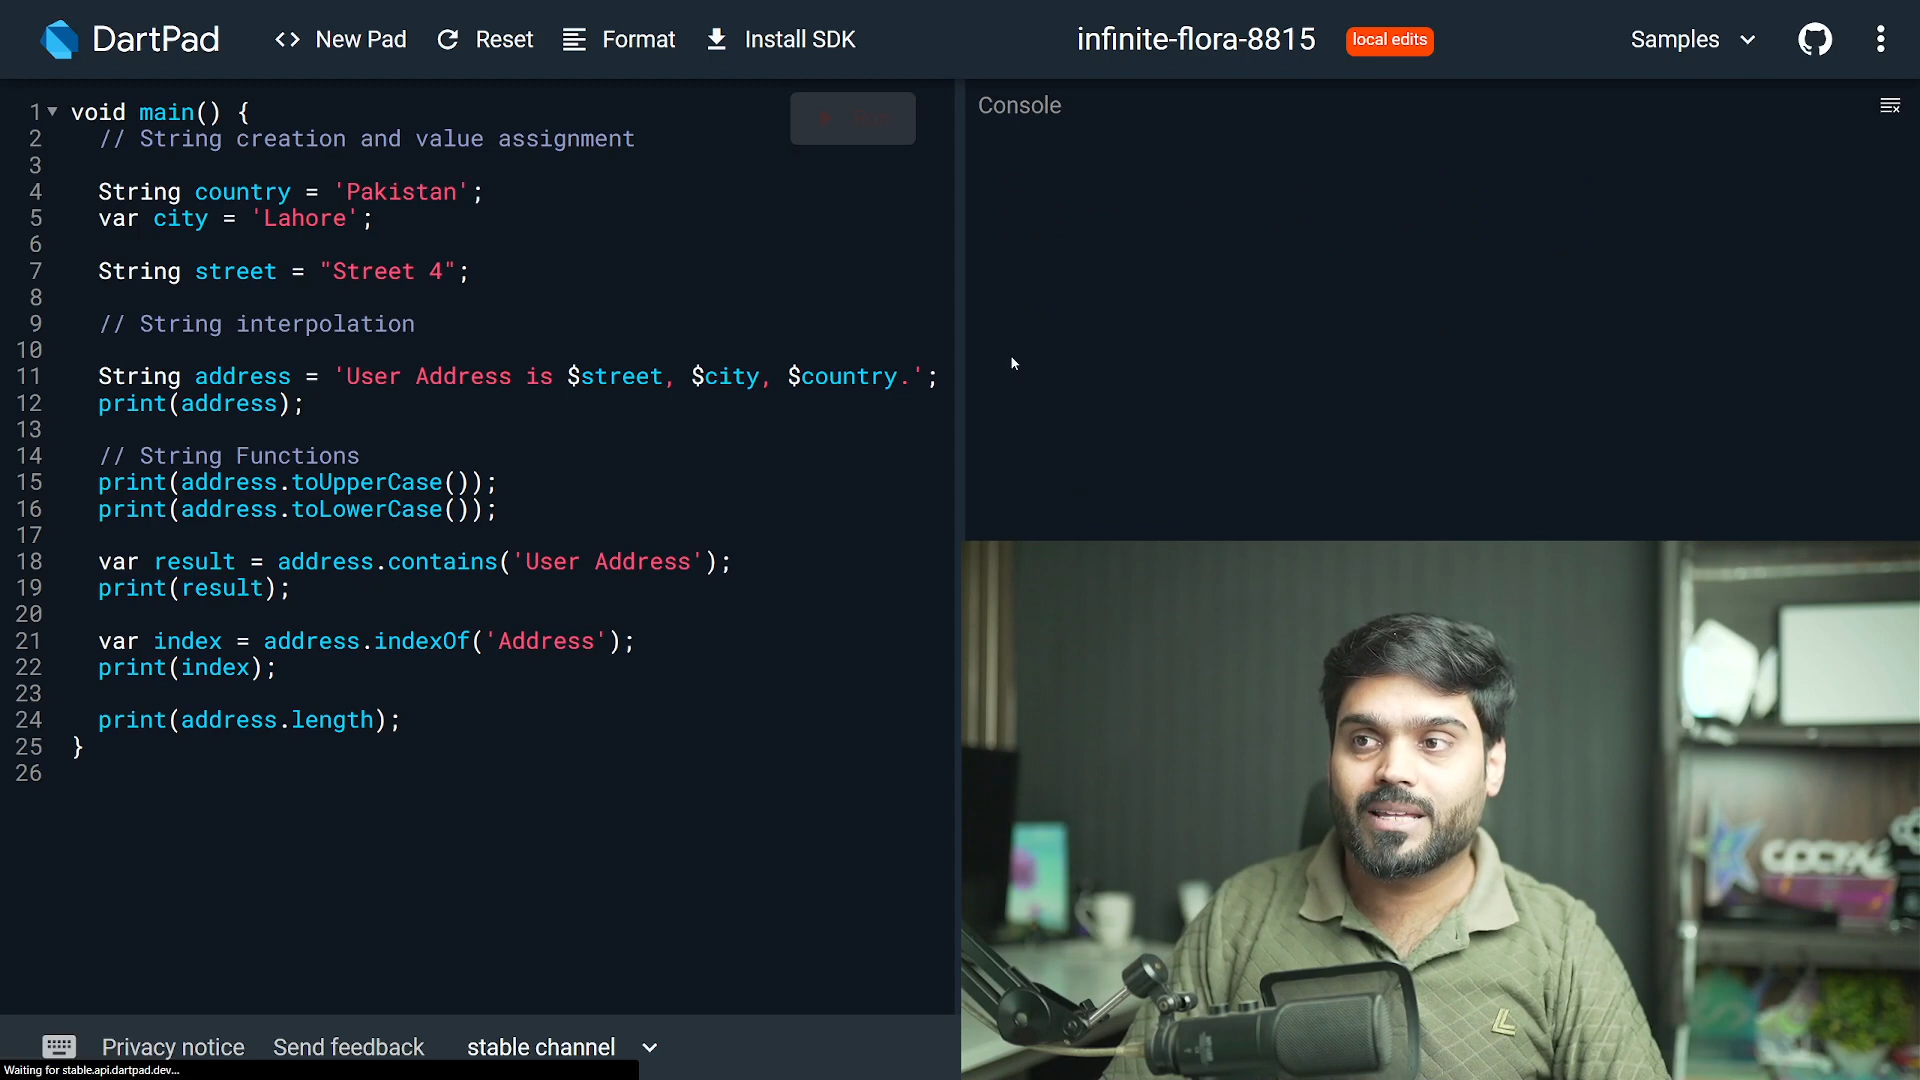 DartPad
<> New Pad
Reset
Format
Install SDK
infinite-flora-8815
local edits
Samples
1 void main() {
2 // String creation and value assignment
3
4 String country = 'Pakistan';
5 var city = 'Lahore';
6
7 String street = "Street 4";
8
9 // String interpolation
10
11 String address = 'User Address is $street, $city, $country.';
12 print(address);
13
14 // String Functions
15 print(address.toUpperCase());
16 print(address.toLowerCase());
17
18 var result = address.contains('User Address');
19 print(result);
20
21 var index = address.indexOf('Address');
22 print(index);
23
24 print(address.length);
25 }
26
Run
Console
Privacy notice
Send feedback
stable channel
Waiting for stable.api.dartpad.dev...